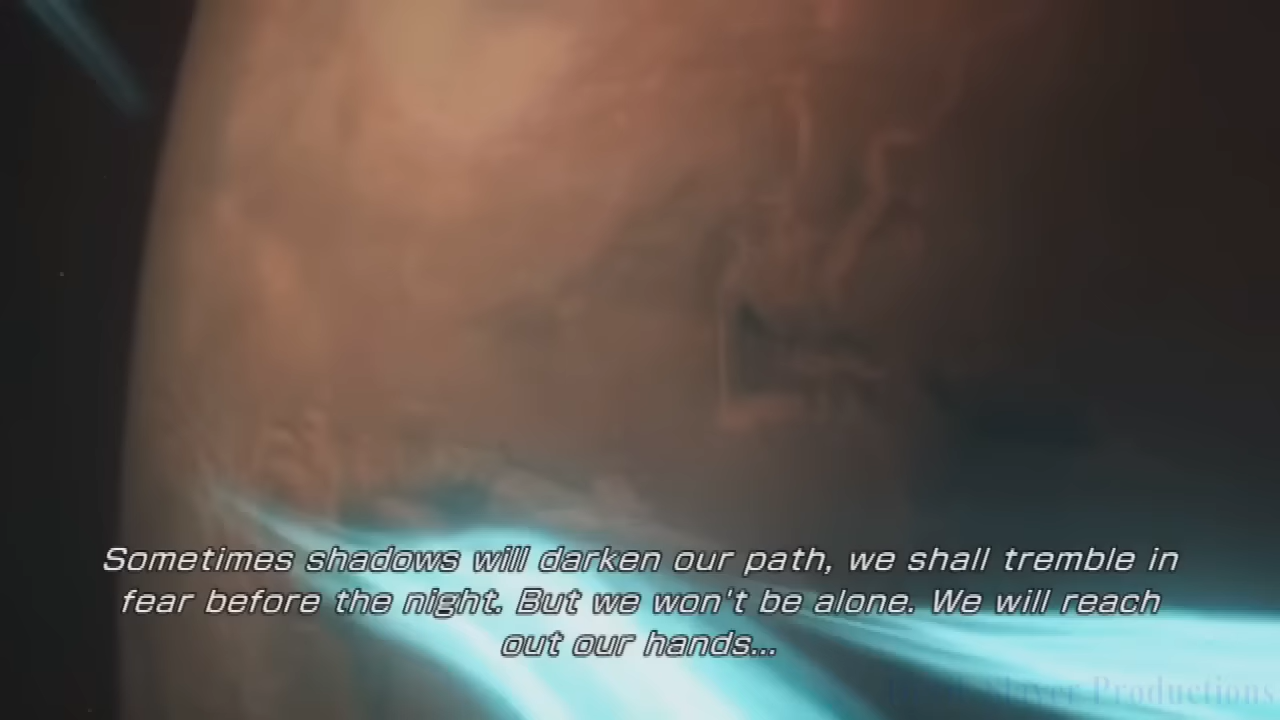 Sometimes shadows will darken our path, we shall tremble in
fear before the night. But we won't be alone. We will reach
out our hands...
Productions